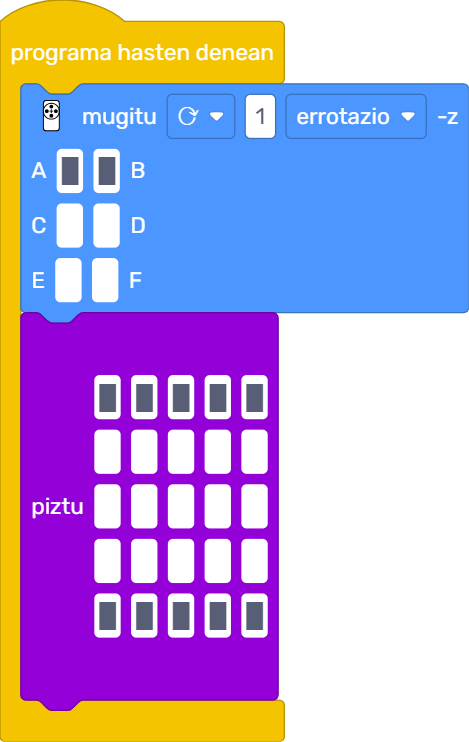 programa hasten denean
mugitu 1 errotazio -z
A B
C D
E F
piztu